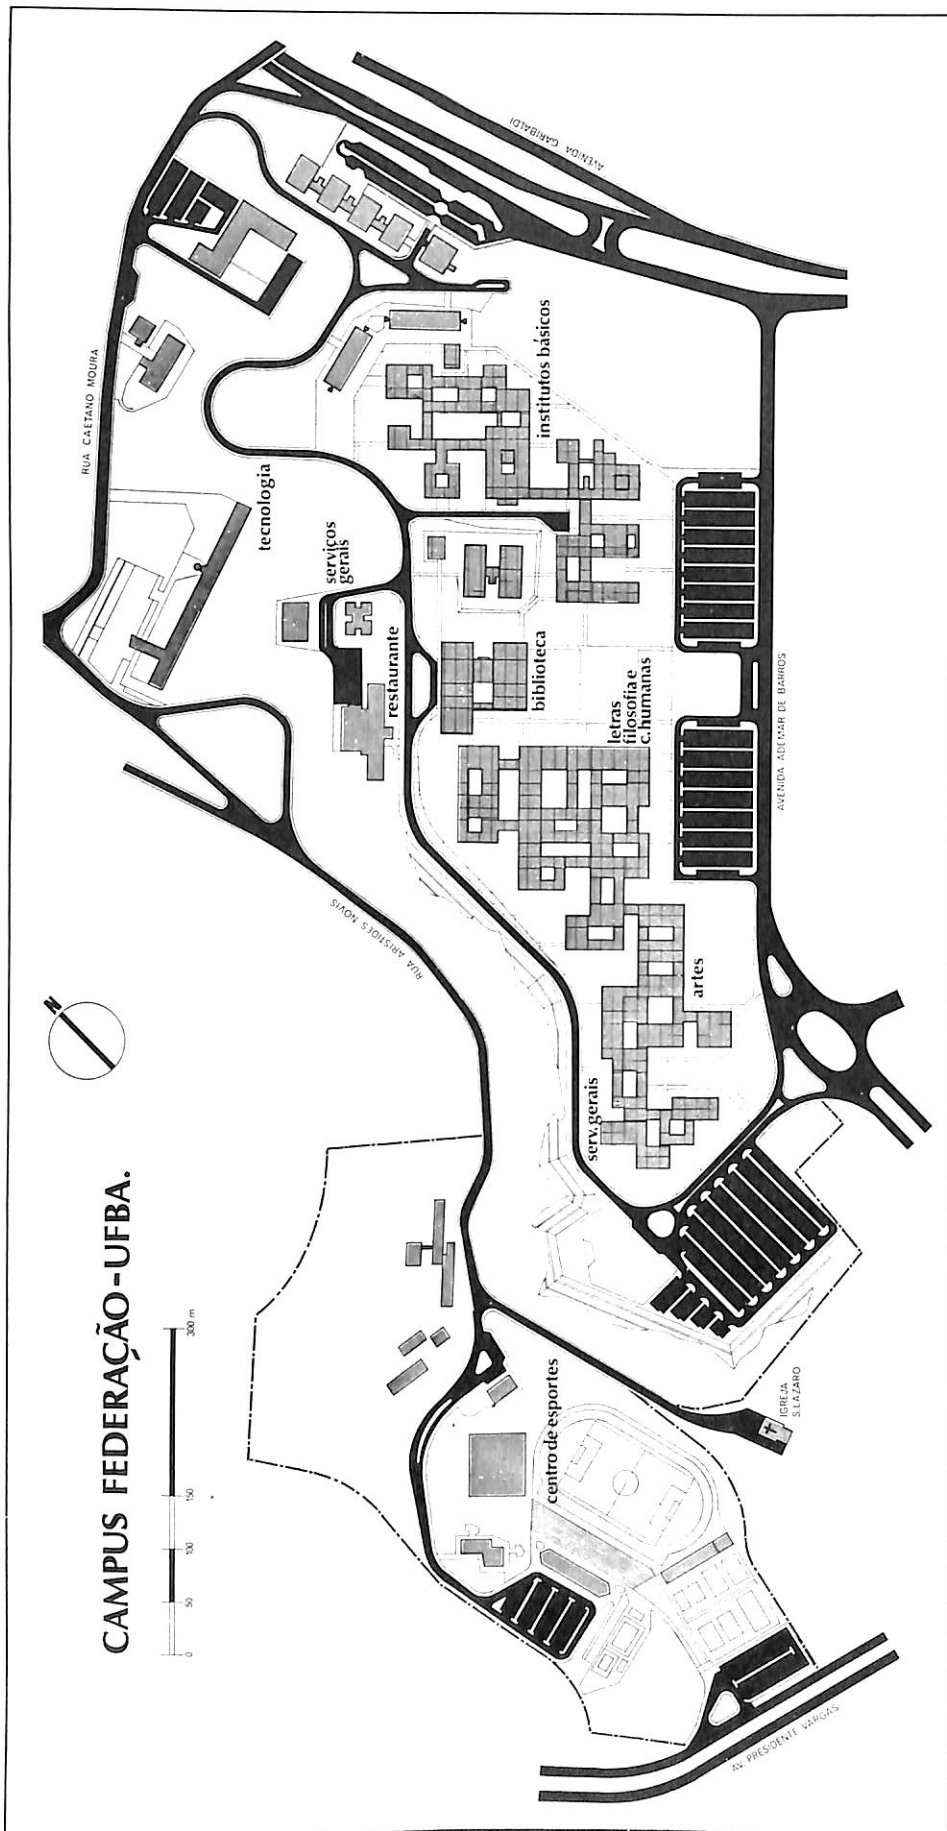 CAMPUS FEDERAÇÃO-UFBA.
0
50
100
150
300 m
N
RUA CAETANO MOURA
AVENIDA GARIBALDI
tecnologia
institutos básicos
serviços
gerais
restaurante
biblioteca
letras
filosofia e
c.humanas
AVENIDA ADEMAR DE BARROS
RUA ARISTIDES NOVIS
artes
serv. gerais
centro de esportes
IGREJA
S. LAZARO
AV. PRESIDENTE VARGAS